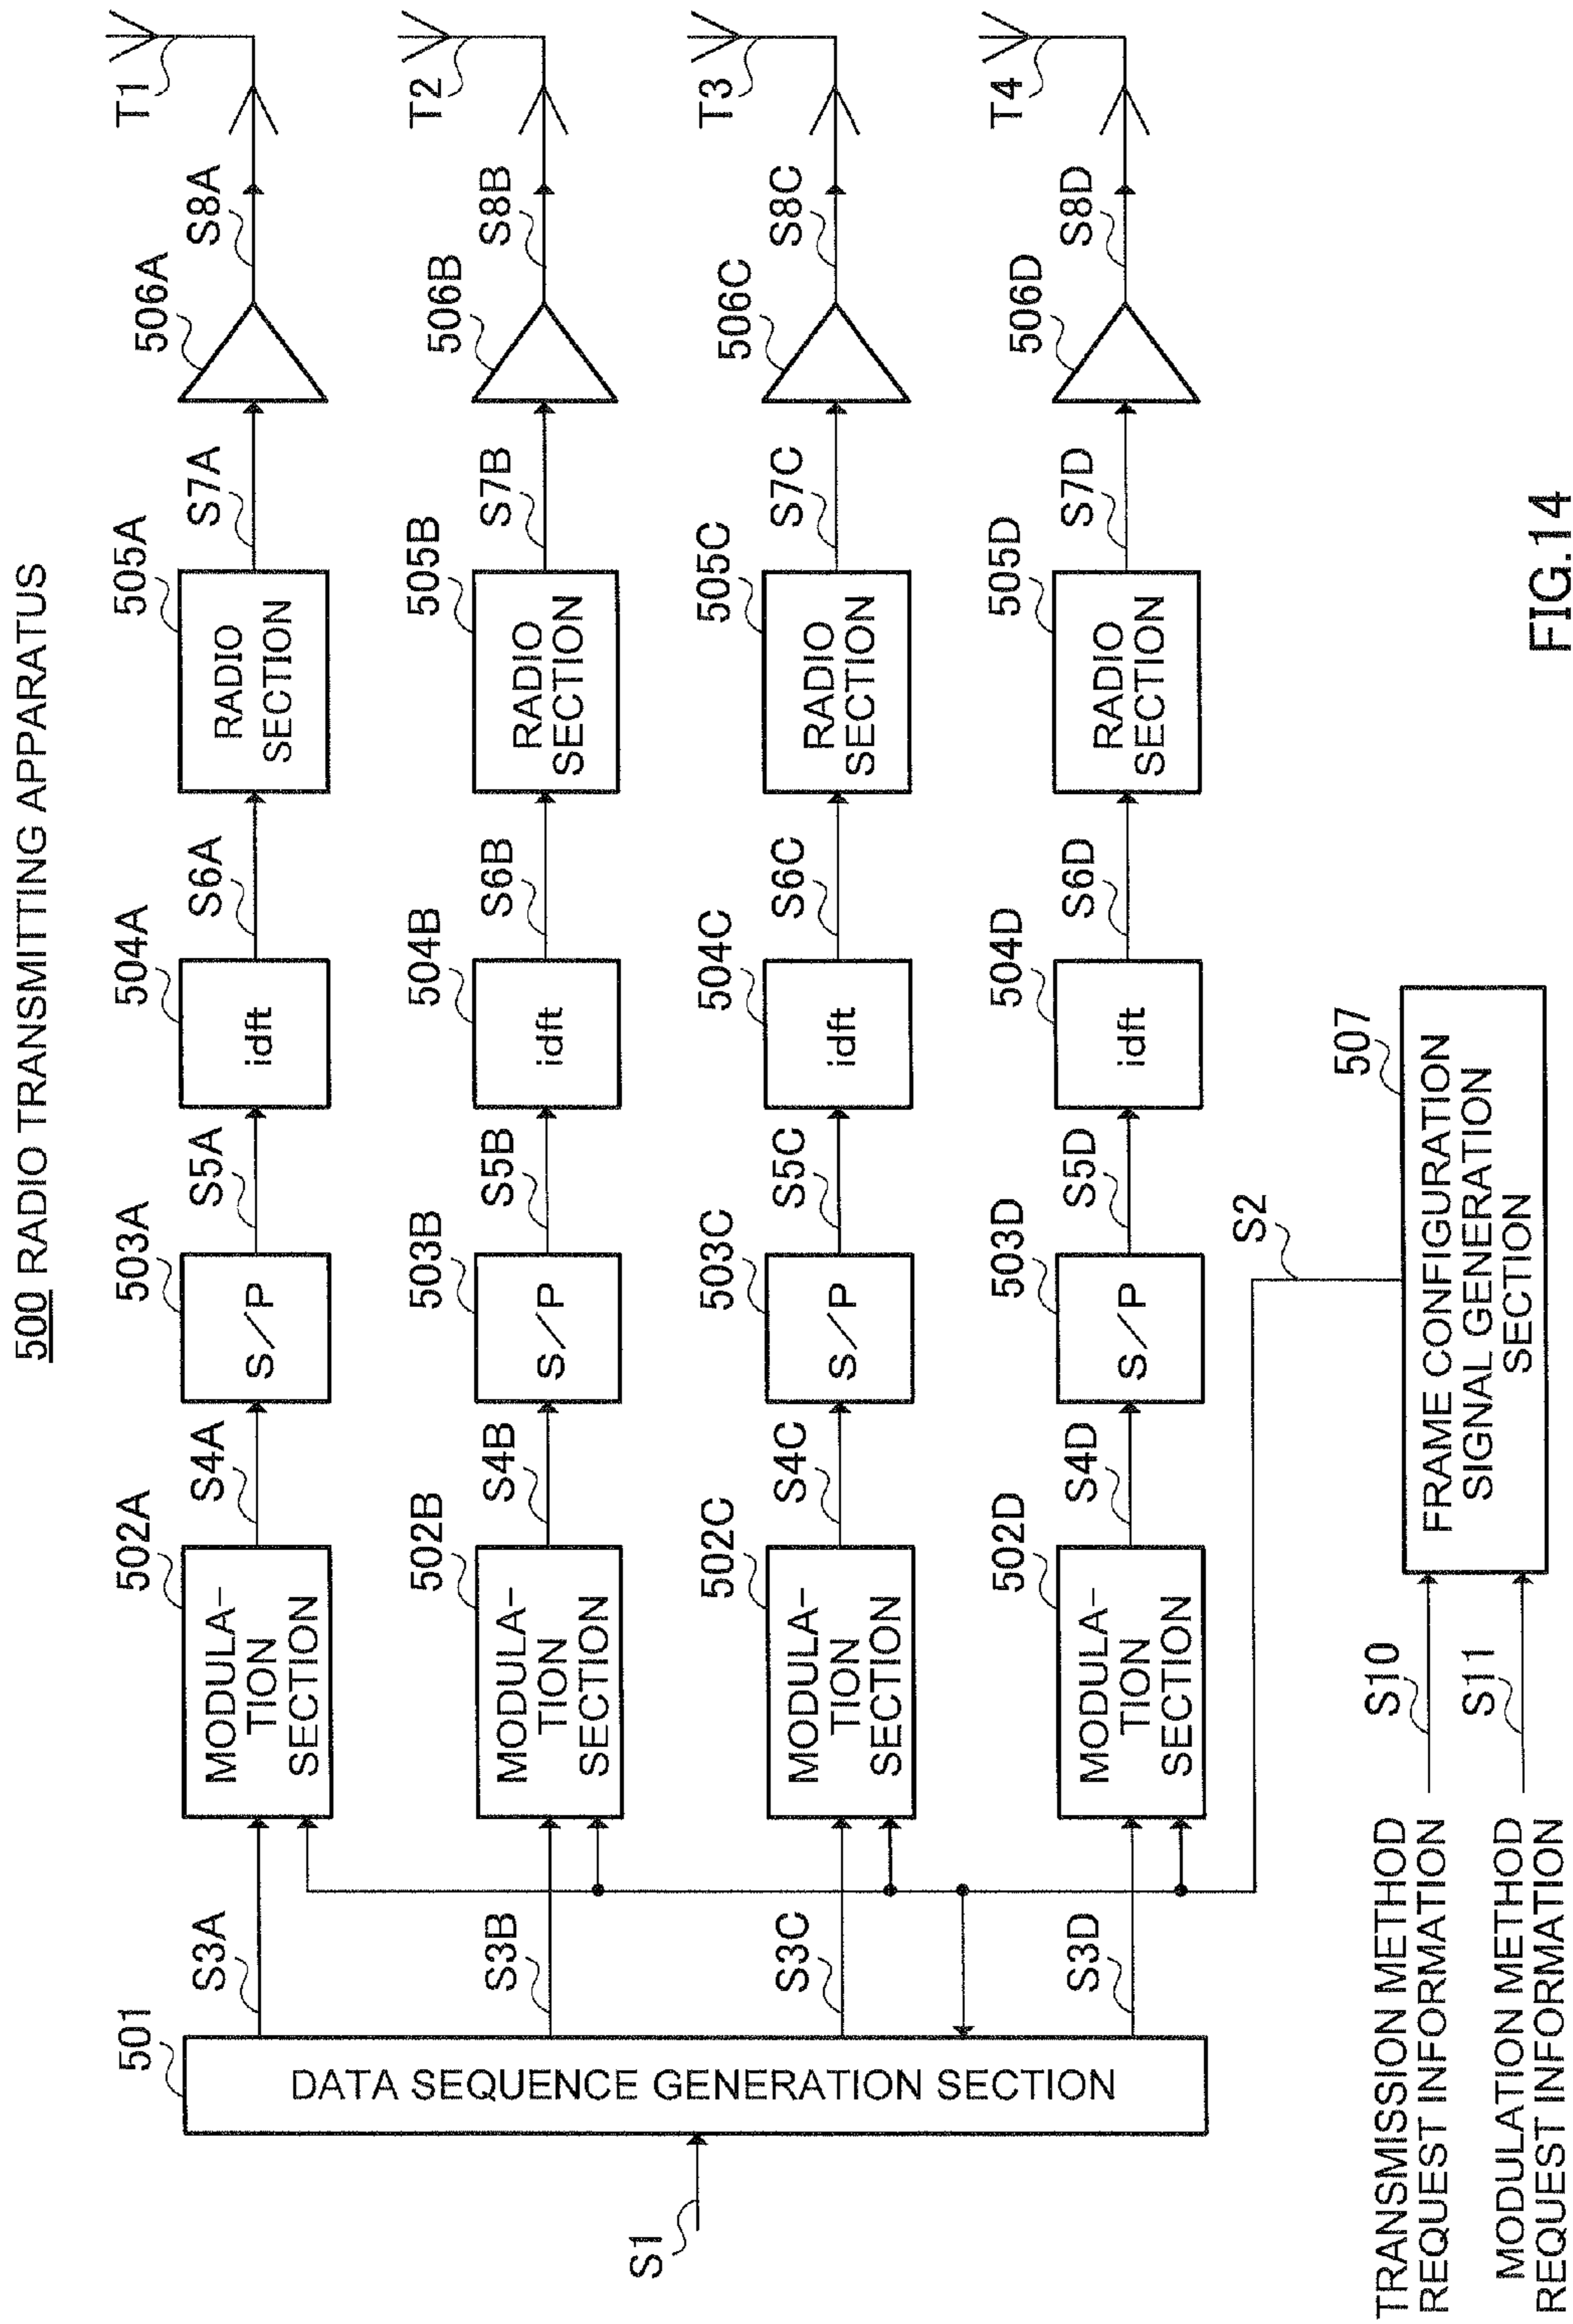 500 RADIO TRANSMITTING APPARATUS
S1
501
DATA SEQUENCE GENERATION SECTION
S3A
502A
MODULA-
TION
SECTION
S4A
503A
S/P
S5A
504A
idft
S6A
505A
RADIO
SECTION
S7A
506A
S8A
T1
S3B
502B
MODULA-
TION
SECTION
S4B
503B
S/P
S5B
504B
idft
S6B
505B
RADIO
SECTION
S7B
506B
S8B
T2
S3C
502C
MODULA-
TION
SECTION
S4C
503C
S/P
S5C
504C
idft
S6C
505C
RADIO
SECTION
S7C
506C
S8C
T3
S3D
502D
MODULA-
TION
SECTION
S4D
503D
S/P
S5D
504D
idft
S6D
505D
RADIO
SECTION
S7D
506D
S8D
T4
S2
507
FRAME CONFIGURATION
SIGNAL GENERATION
SECTION
TRANSMISSION METHOD
REQUEST INFORMATION
S10
MODULATION METHOD
REQUEST INFORMATION
S11
FIG.14